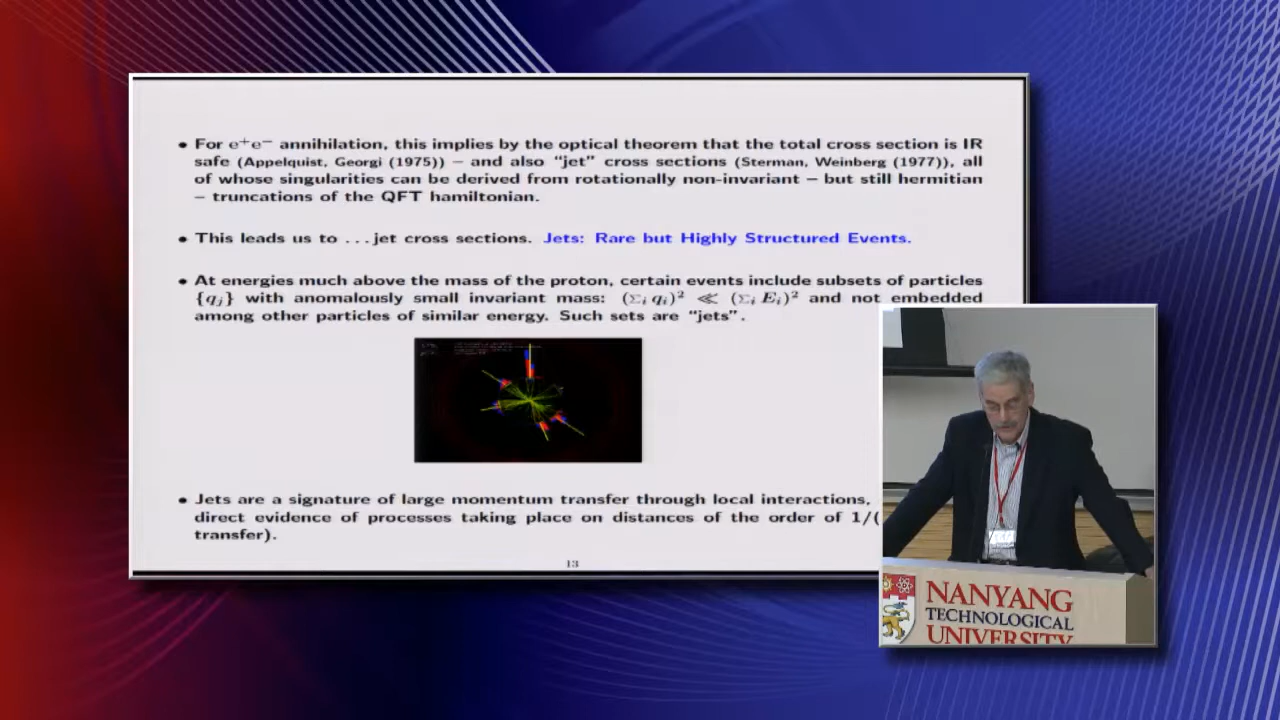 • For e⁺e⁻ annihilation, this implies by the optical theorem that the total cross section is IR
safe (Appelquist, Georgi (1975)) – and also “jet” cross sections (Sterman, Weinberg (1977)), all
of whose singularities can be derived from rotationally non-invariant – but still hermitian
– truncations of the QFT hamiltonian.
• This leads us to ... jet cross sections. Jets: Rare but Highly Structured Events.
• At energies much above the mass of the proton, certain events include subsets of particles
{qⱼ} with anomalously small invariant mass: (Σᵢ qᵢ)² ≪ (Σᵢ Eᵢ)² and not embedded
among other particles of similar energy. Such sets are “jets”.
• Jets are a signature of large momentum transfer through local interactions,
direct evidence of processes taking place on distances of the order of 1/(
transfer).
13
NANYANG
TECHNOLOGICAL
UNIVERSITY